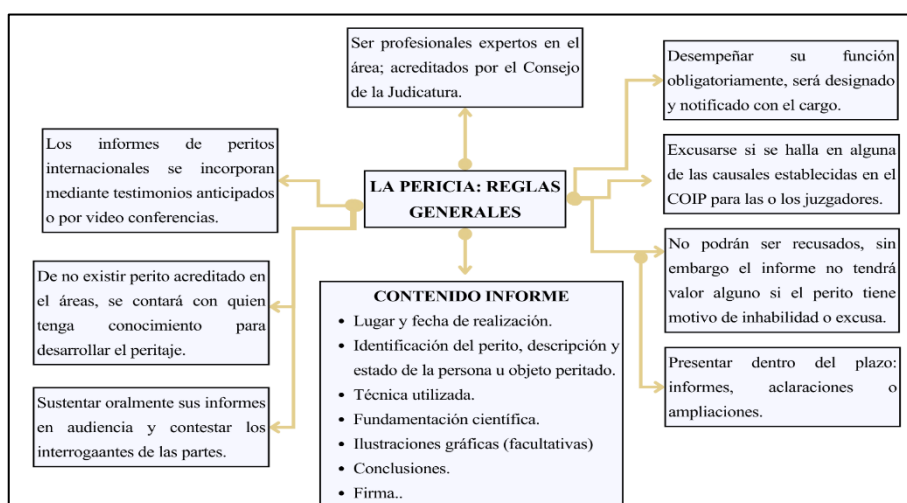 Ser profesionales expertos en el
área; acreditados por el Consejo
de la Judicatura.
Desempeñar su función
obligatoriamente, será designado
y notificado con el cargo.
Los informes de peritos
internacionales se incorporan
mediante testimonios anticipados
o por video conferencias.
LA PERICIA: REGLAS
GENERALES
Excusarse si se halla en alguna
de las causales establecidas en el
COIP para las o los juzgadores.
No podrán ser recusados, sin
embargo el informe no tendrá
valor alguno si el perito tiene
motivo de inhabilidad o excusa.
De no existir perito acreditado en
el áreas, se contará con quien
tenga conocimiento para
desarrollar el peritaje.
CONTENIDO INFORME
• Lugar y fecha de realización.
• Identificación del perito, descripción y
estado de la persona u objeto peritado.
• Técnica utilizada.
• Fundamentación científica.
• Ilustraciones gráficas (facultativas)
• Conclusiones.
• Firma..
Presentar dentro del plazo:
informes, aclaraciones o
ampliaciones.
Sustentar oralmente sus informes
en audiencia y contestar los
interrogaantes de las partes.